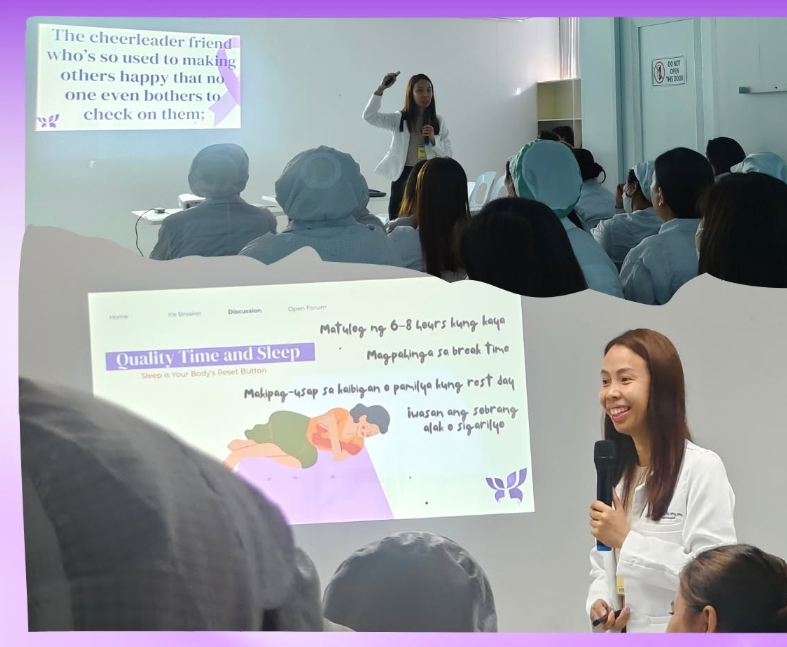 The cheerleader friend
who's so used to making
others happy that no
one even bothers to
check on them;
DO NOT
OPEN
THIS DOOR
Home
Ice Breaker
Discussion
Open Forum
Quality Time and Sleep
Sleep is Your Body's Reset Button
Matulog ng 6-8 hours kung kaya
Magpahinga sa break time
Makipag-usap sa kaibigan o pamilya kung rest day
iwasan ang sobrang
alak o sigarilyo